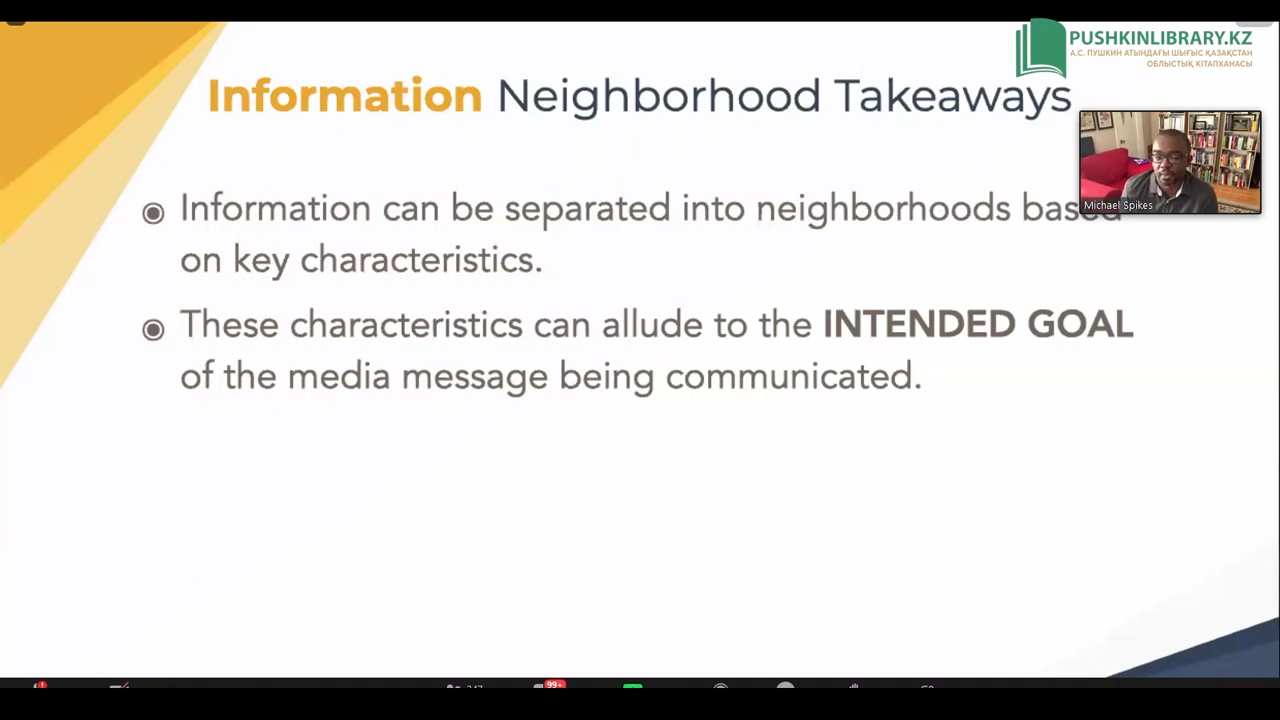 PUSHKINLIBRARY.KZ
А.С. ПУШКИН АТЫНДАҒЫ ШЫҒЫС ҚАЗАҚСТАН
ОБЛЫСТЫҚ КІТАПХАНАСЫ
Information Neighborhood Takeaways
Michael Spikes
Information can be separated into neighborhoods based
on key characteristics.
These characteristics can allude to the INTENDED GOAL
of the media message being communicated.
99+